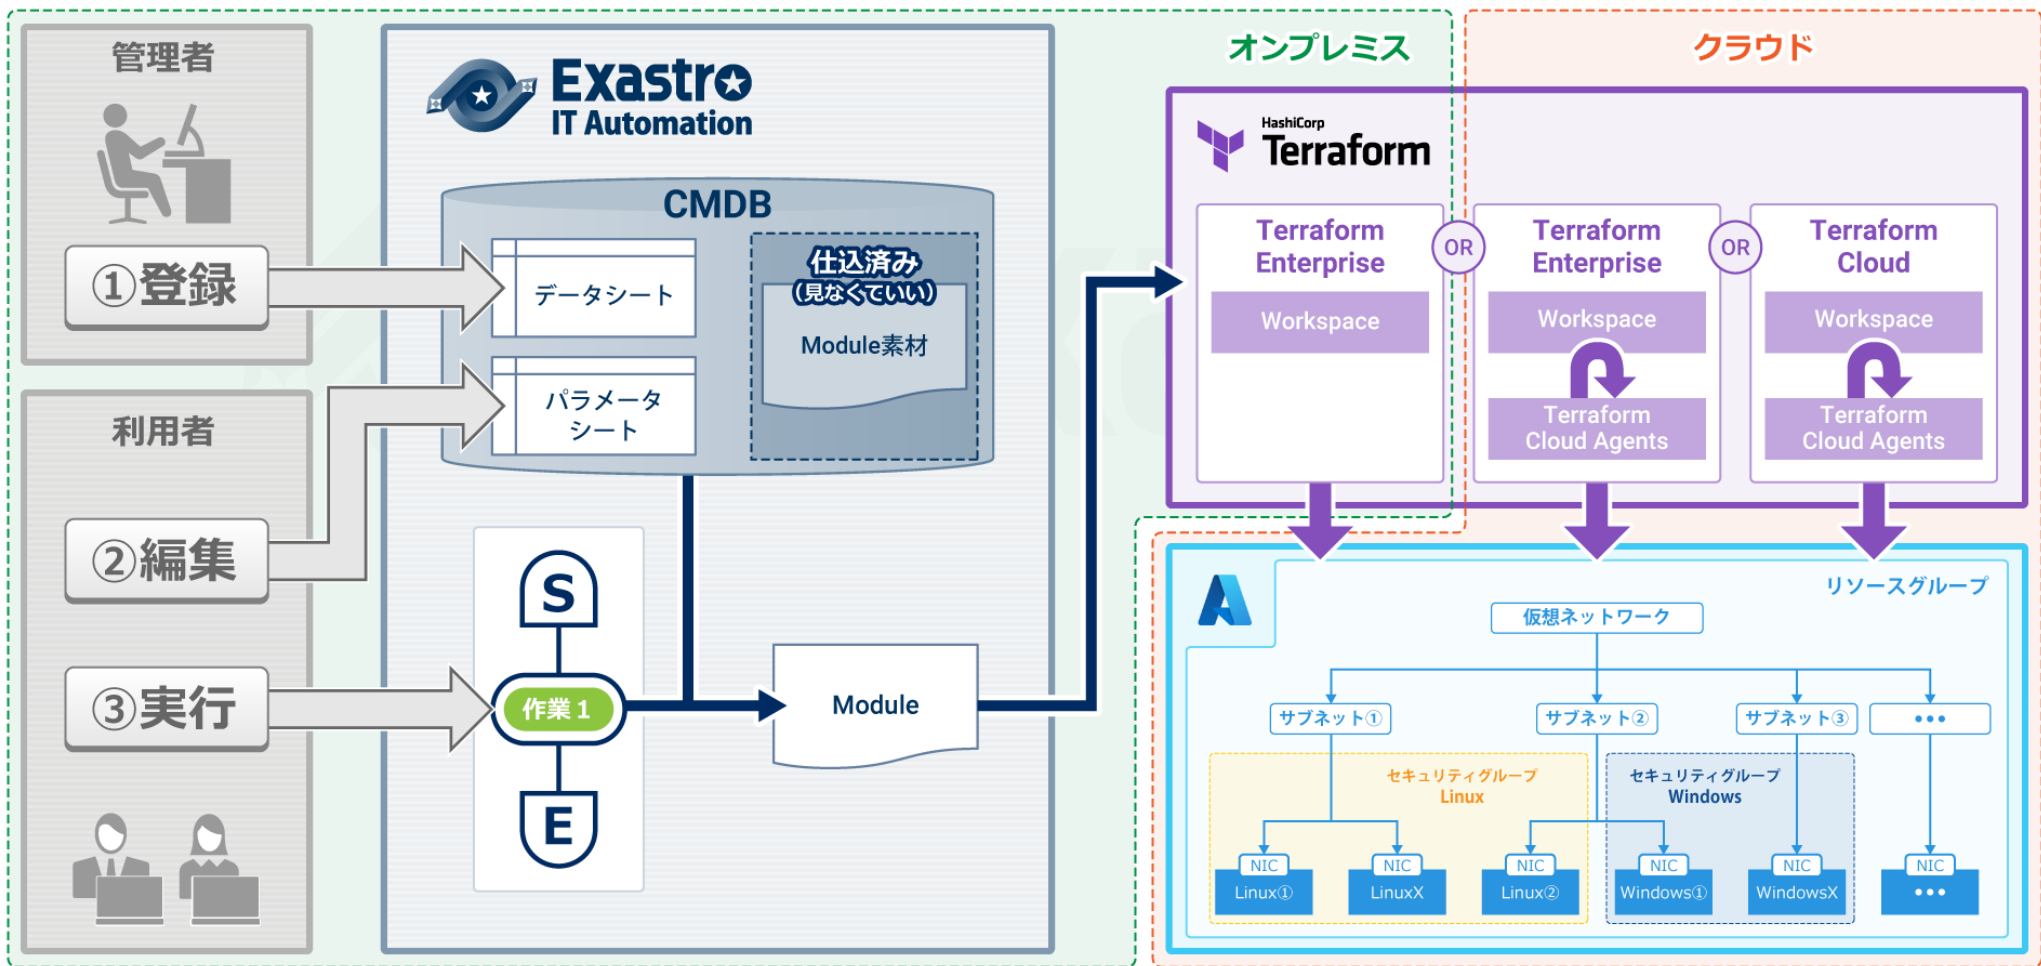 管理者
①登録
利用者
②編集
③実行
Exastro
IT Automation
CMDB
データシート
パラメータ
シート
仕込済み
(見なくていい)
Module素材
S
作業1
E
Module
オンプレミス
クラウド
HashiCorp
Terraform
Terraform
Enterprise
Workspace
OR
Terraform
Enterprise
Workspace
Terraform
Cloud Agents
OR
Terraform
Cloud
Workspace
Terraform
Cloud Agents
リソースグループ
仮想ネットワーク
サブネット①
サブネット②
サブネット③
•••
セキュリティグループ
Linux
セキュリティグループ
Windows
NIC
Linux①
NIC
LinuxX
NIC
Linux②
NIC
Windows①
NIC
WindowsX
NIC
•••